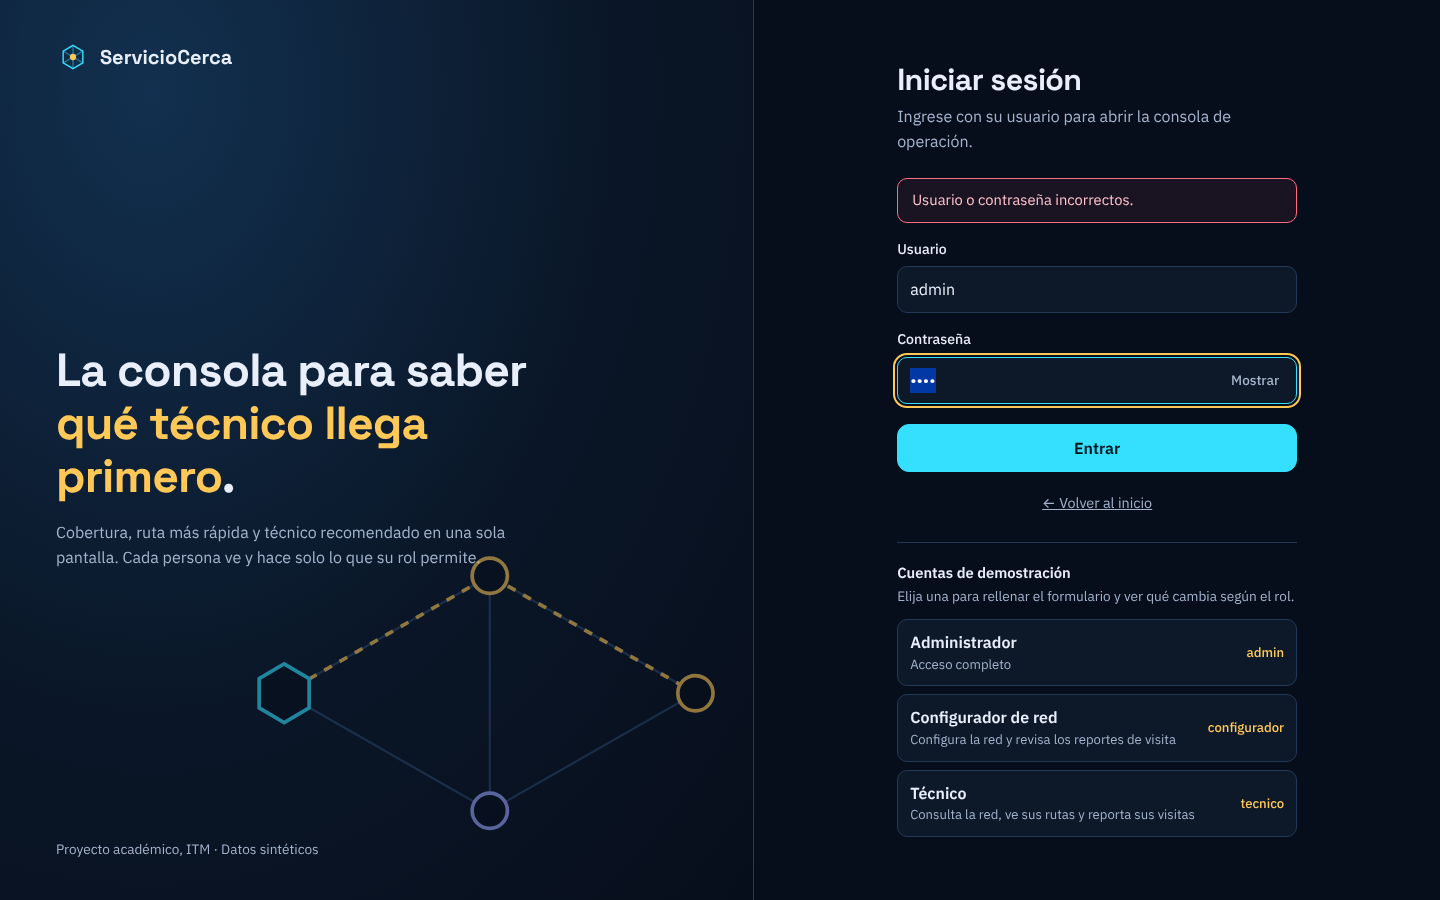 ServicioCerca
La consola para saber
qué técnico llega
primero.
Cobertura, ruta más rápida y técnico recomendado en una sola
pantalla. Cada persona ve y hace solo lo que su rol permite.
Proyecto académico, ITM · Datos sintéticos
Iniciar sesión
Ingrese con su usuario para abrir la consola de
operación.
Usuario o contraseña incorrectos.
Usuario
admin
Contraseña
••••
Mostrar
Entrar
← Volver al inicio
Cuentas de demostración
Elija una para rellenar el formulario y ver qué cambia según el rol.
Administrador
Acceso completo
admin
Configurador de red
Configura la red y revisa los reportes de visita
configurador
Técnico
Consulta la red, ve sus rutas y reporta sus visitas
tecnico